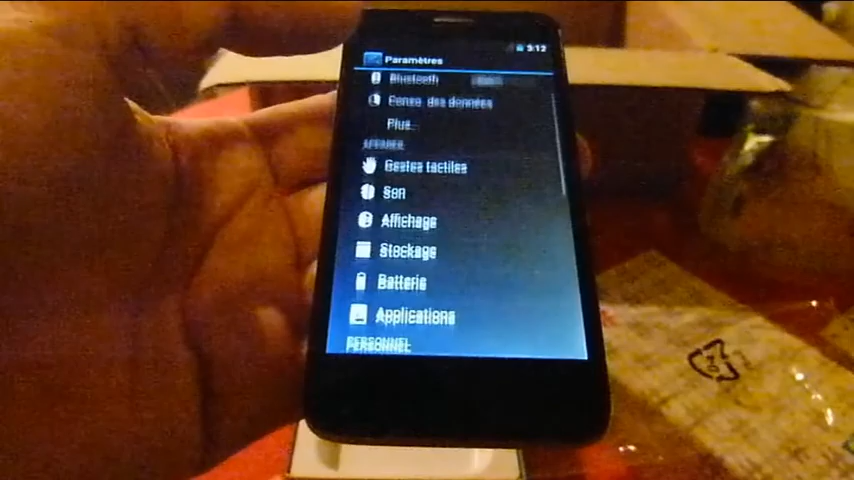 3:12
Paramètres
Bluetooth
Conso. des données
Plus...
APPAREIL
Gestes tactiles
Son
Affichage
Stockage
Batterie
Applications
PERSONNEL